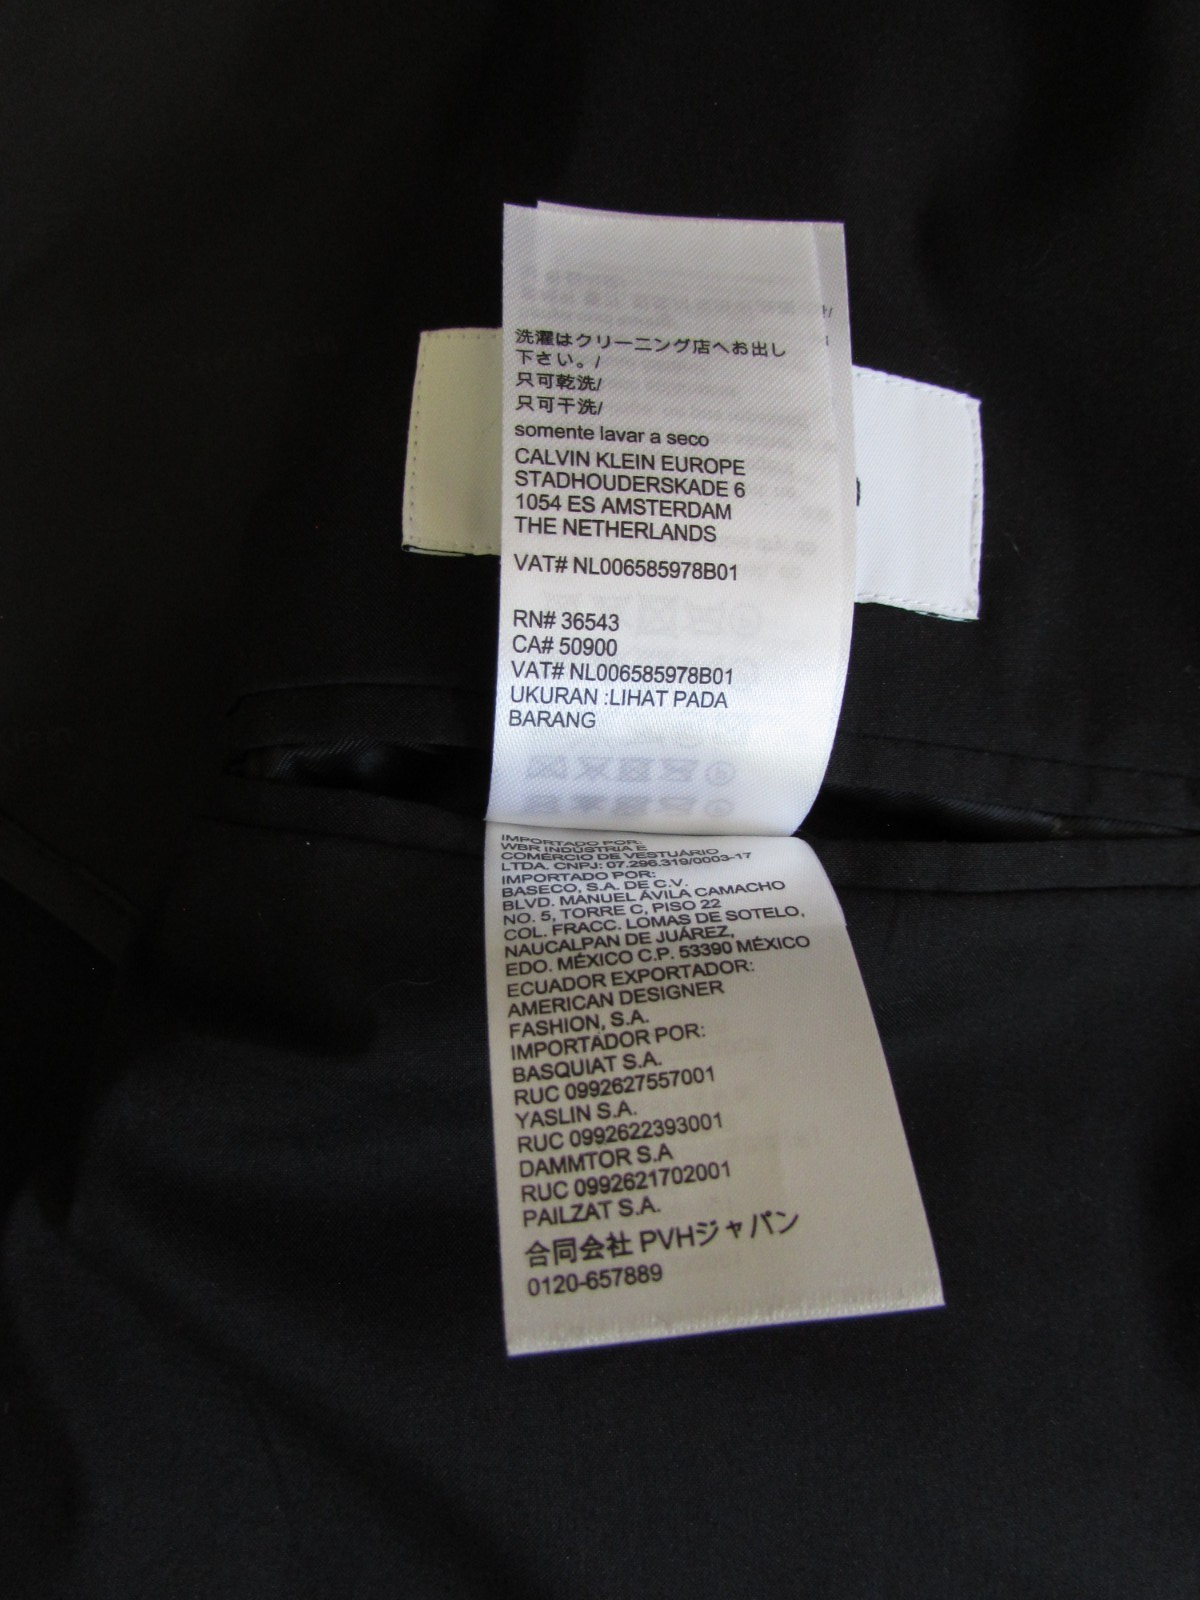 洗濯はクリーニング店へお出し
下さい。/
只可乾洗/
只可干洗/
somente lavar a seco
CALVIN KLEIN EUROPE
STADHOUDERSKADE 6
1054 ES AMSTERDAM
THE NETHERLANDS
VAT# NL006585978B01
RN# 36543
CA# 50900
VAT# NL006585978B01
UKURAN :LIHAT PADA
BARANG
IMPORTADO POR:
WBR INDÚSTRIA E
COMÉRCIO DE VESTUÁRIO
LTDA. CNPJ: 07.296.319/0003-17
IMPORTADO POR:
BASECO, S.A. DE C.V.
BLVD. MANUEL ÁVILA CAMACHO
NO. 5, TORRE C, PISO 22
COL. FRACC. LOMAS DE SOTELO,
NAUCALPAN DE JUÁREZ,
EDO. MÉXICO C.P. 53390 MÉXICO
ECUADOR EXPORTADOR:
AMERICAN DESIGNER
FASHION, S.A.
IMPORTADOR POR:
BASQUIAT S.A.
RUC 0992627557001
YASLIN S.A.
RUC 0992622393001
DAMMTOR S.A
RUC 0992621702001
PAILZAT S.A.
合同会社 PVHジャパン
0120-657889